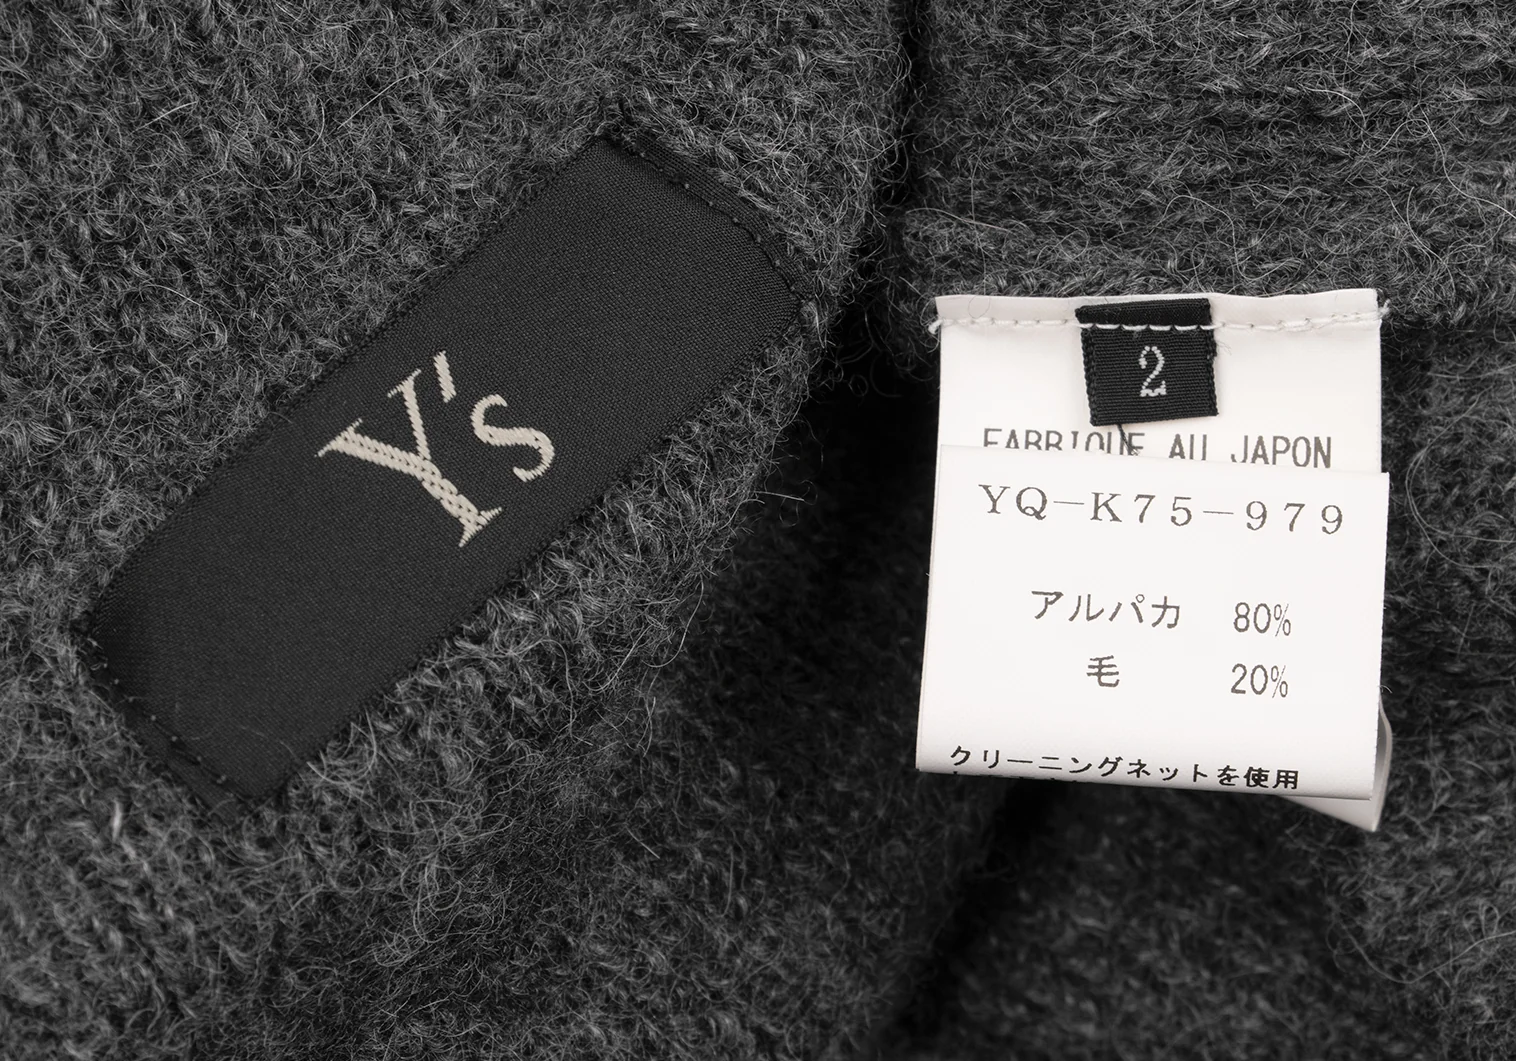 Y's
2
FABRIQUE AU JAPON
YQ-K75-979
アルパカ 80%
毛 20%
クリーニングネットを使用